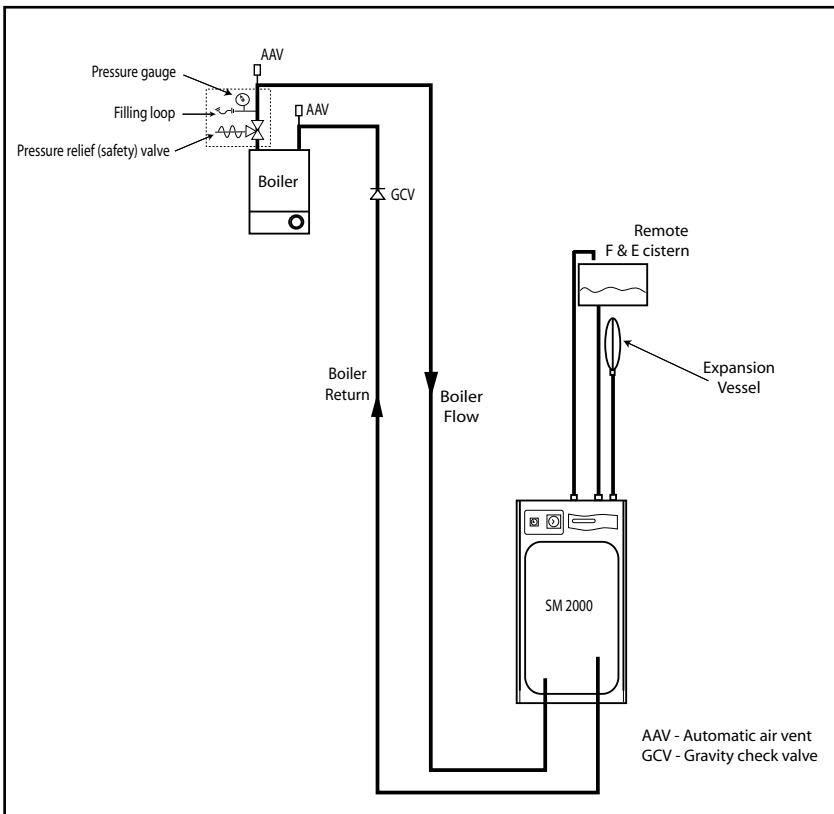 AAV
Pressure gauge
Filling loop
AAV
Pressure relief (safety) valve
Boiler
GCV
Remote
F & E cistern
Boiler
Return
Boiler
Flow
Expansion
Vessel
SM 2000
AAV - Automatic air vent
GCV - Gravity check valve